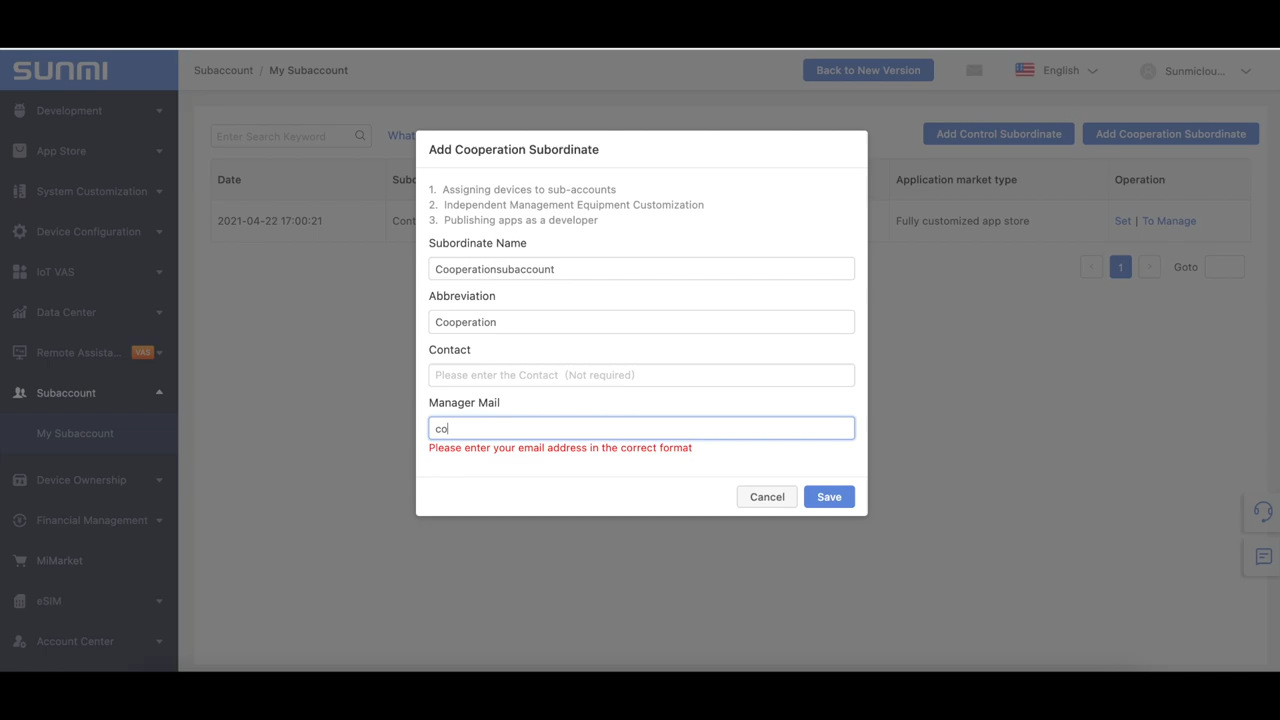 SUNMI
Subaccount / My Subaccount
Back to New Version
English
Sunmiclou...
Development
App Store
System Customization
Device Configuration
IoT VAS
Data Center
Remote Assista... VAS
Subaccount
My Subaccount
Device Ownership
Financial Management
MiMarket
eSIM
Account Center
Enter Search Keyword
What
Add Control Subordinate
Add Cooperation Subordinate
Date
Subo
Application market type
Operation
2021-04-22 17:00:21
Cont
Fully customized app store
Set | To Manage
< 1 > Goto
Add Cooperation Subordinate
1. Assigning devices to sub-accounts
2. Independent Management Equipment Customization
3. Publishing apps as a developer
Subordinate Name
Cooperationsubaccount
Abbreviation
Cooperation
Contact
Please enter the Contact (Not required)
Manager Mail
co
Please enter your email address in the correct format
Cancel
Save